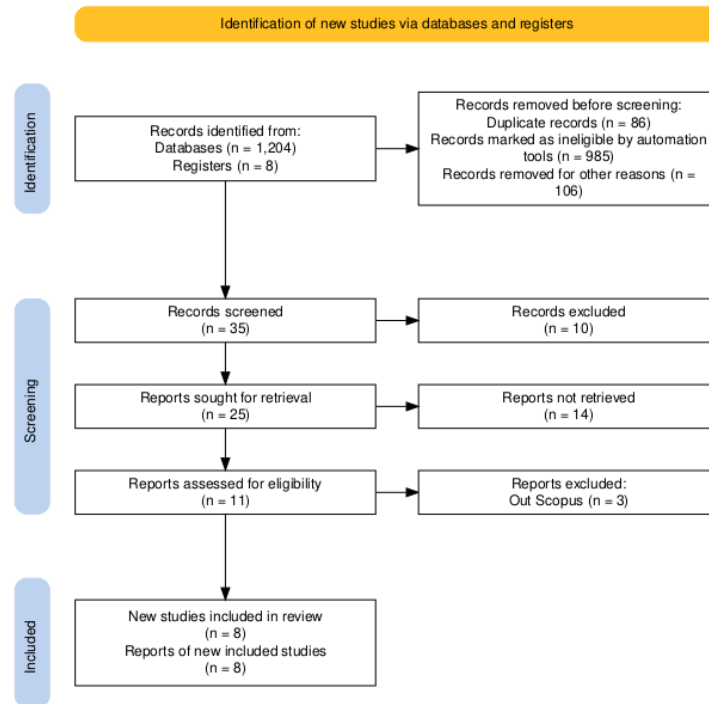 Identification of new studies via databases and registers
Identification
Records identified from:
Databases (n = 1,204)
Registers (n = 8)
Records removed before screening:
Duplicate records (n = 86)
Records marked as ineligible by automation
tools (n = 985)
Records removed for other reasons (n =
106)
Screening
Records screened
(n = 35)
Records excluded
(n = 10)
Reports sought for retrieval
(n = 25)
Reports not retrieved
(n = 14)
Reports assessed for eligibility
(n = 11)
Reports excluded:
Out Scopus (n = 3)
Included
New studies included in review
(n = 8)
Reports of new included studies
(n = 8)